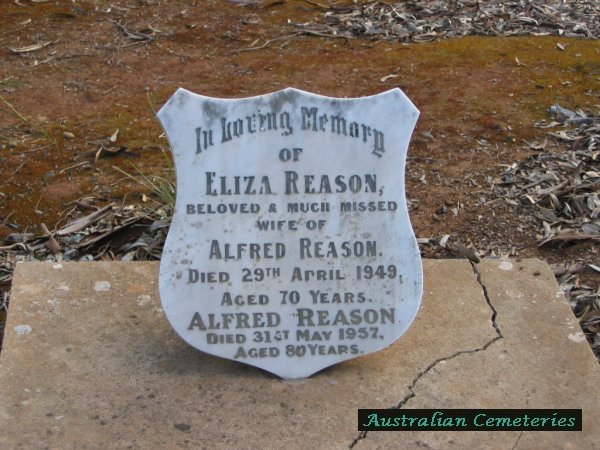 In Loving Memory
OF
ELIZA REASON,
BELOVED & MUCH MISSED
WIFE OF
ALFRED REASON.
DIED 29TH APRIL 1949,
AGED 70 YEARS.
ALFRED REASON
DIED 31ST MAY 1957,
AGED 80 YEARS.
Australian Cemeteries